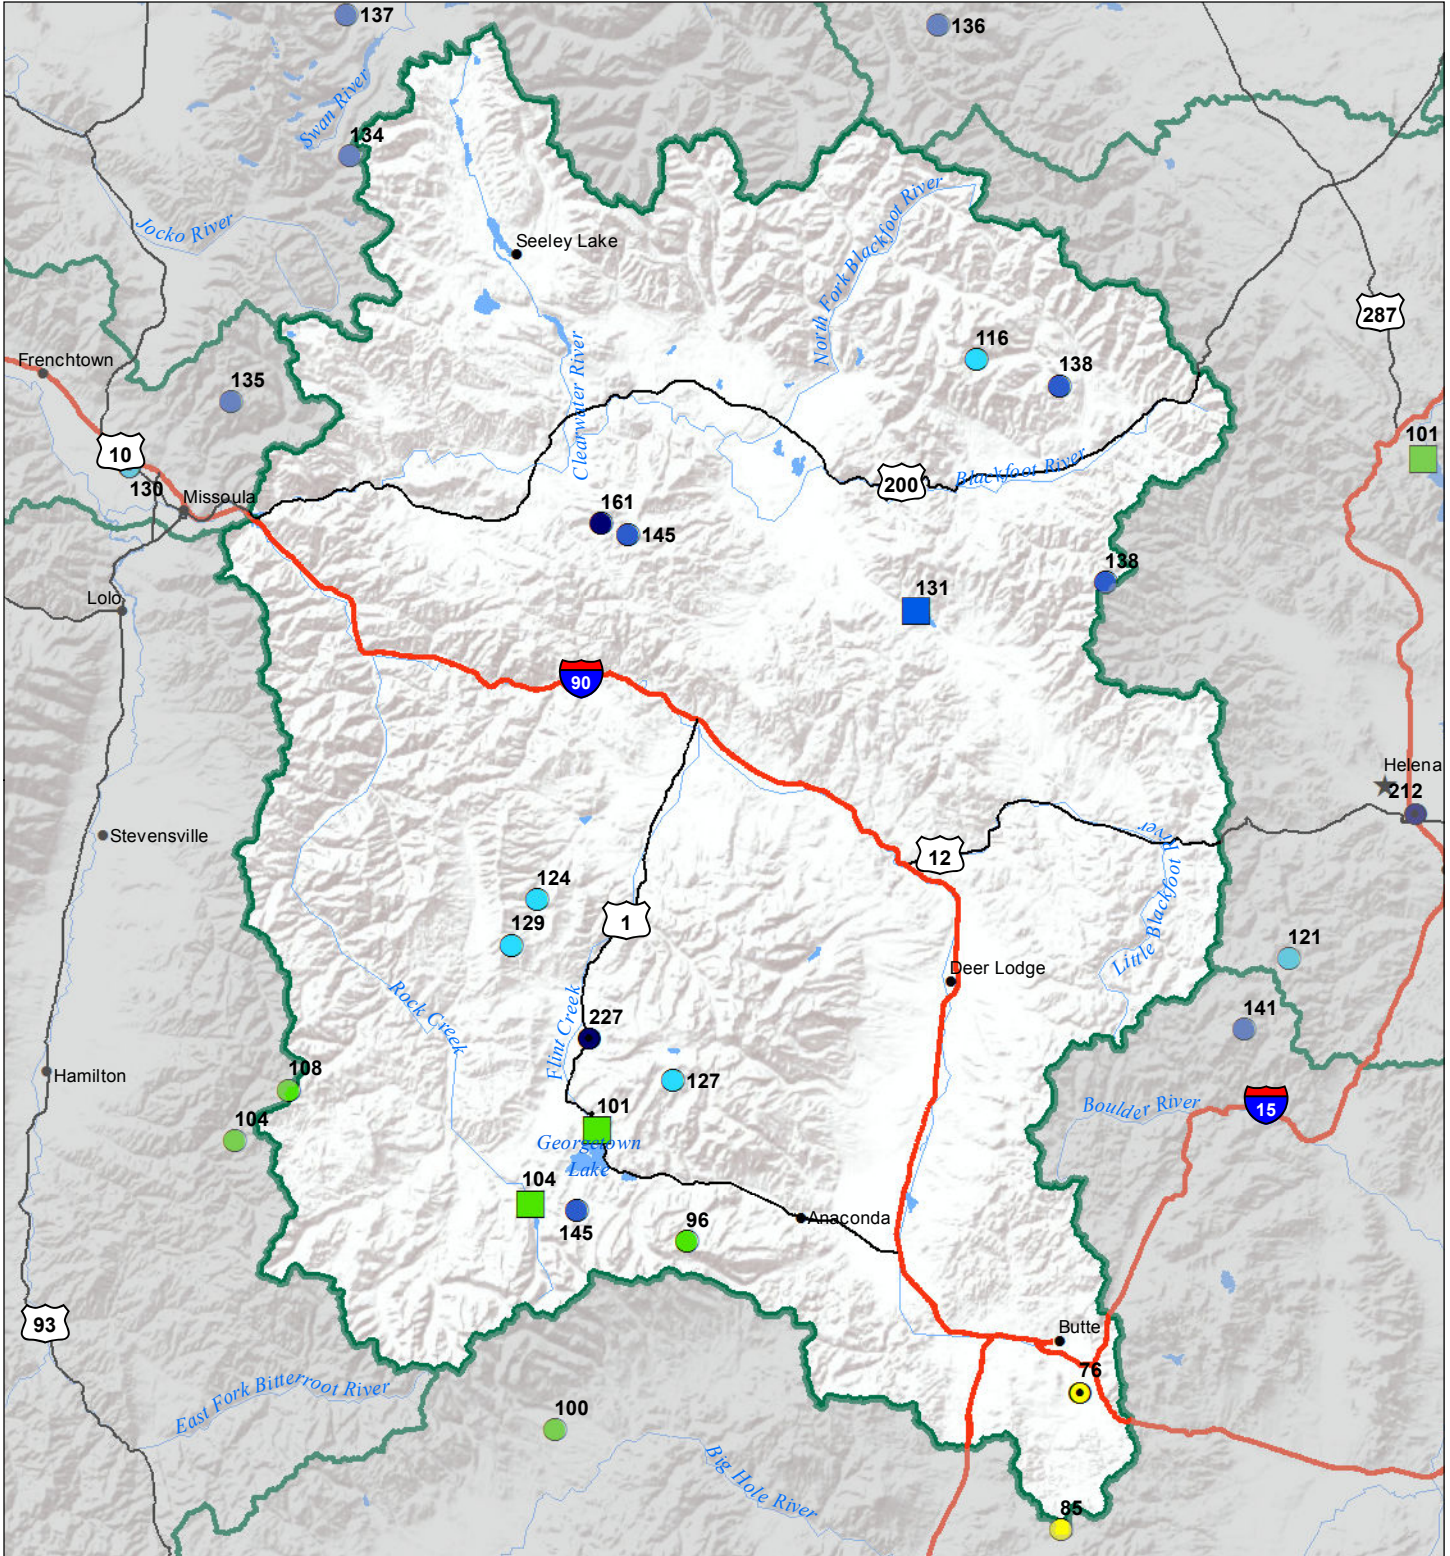 137
136
Swan River
134
Jocko River
Seeley Lake
North Fork Blackfoot River
287
Frenchtown
135
116
138
Clearwater River
10
101
130
Missoula
Blackfoot River
200
161
145
138
Lolo
131
90
Helena
212
Stevensville
12
Little Blackfoot River
124
1
129
121
Deer Lodge
Rock Creek
Flint Creek
227
141
Hamilton
108
127
Boulder River
15
104
101
Georgetown
Lake
104
145
96
Anaconda
93
Butte
76
East Fork Bitterroot River
100
Big Hole River
85